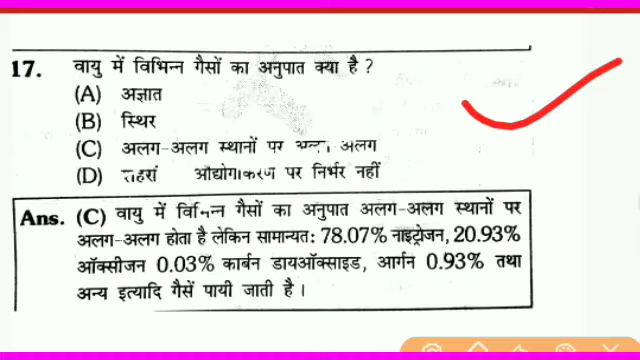 17. वायु में विभिन्न गैसों का अनुपात क्या है ?
(A) अज्ञात
(B) स्थिर
(C) अलग-अलग स्थानों पर अलग
(D) औद्योगीकरण पर निर्भर नहीं
Ans. (C) वायु में विभिन्न गैसों का अनुपात अलग-अलग स्थानों पर
अलग-अलग होता है लेकिन सामान्यतः 78.07% नाइट्रोजन, 20.93%
ऑक्सीजन 0.03% कार्बन डायऑक्साइड, आर्गन 0.93% तथा
अन्य इत्यादि गैसें पायी जाती है ।